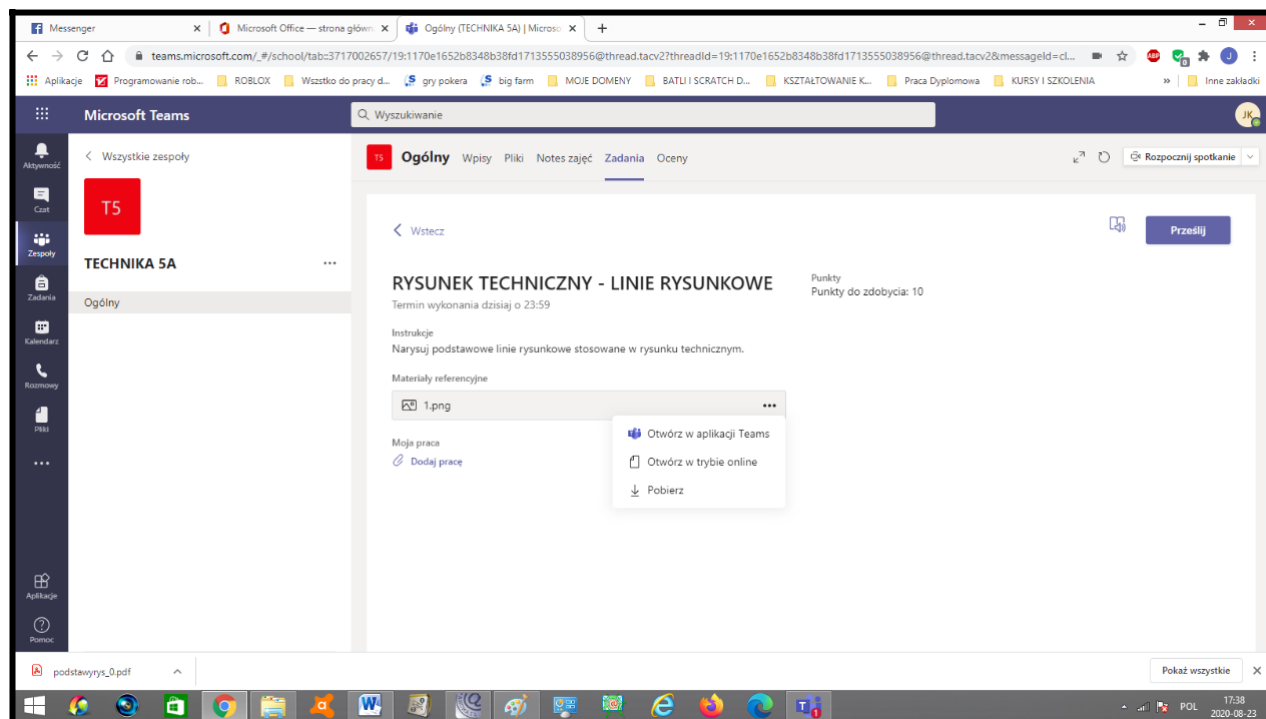 Messenger
Microsoft Office — strona główn
Ogólny (TECHNIKA 5A) | Microso
teams.microsoft.com/_#/school/tab::3717002657/19:1170e1652b8348b38fd1713555038956@thread.tacv2?threadId=19:1170e1652b8348b38fd1713555038956@thread.tacv2&messageId=cl...
Aplikacje Programowanie rob... ROBLOX Wszstko do pracy d... gry pokera big farm MOJE DOMENY BATLI I SCRATCH D... KSZTAŁTOWANIE K... Praca Dyplomowa KURSY I SZKOLENIA » Inne zakładki
Microsoft Teams
Wyszukiwanie
JK
Aktywność
Czat
Zespoły
Zadania
Kalendarz
Rozmowy
Pliki
Aplikacje
Pomoc
Wszystkie zespoły
T5
TECHNIKA 5A
Ogólny
T5 Ogólny Wpisy Pliki Notes zajęć Zadania Oceny
Rozpocznij spotkanie
Wstecz
Prześlij
RYSUNEK TECHNICZNY - LINIE RYSUNKOWE
Termin wykonania dzisiaj o 23:59
Punkty
Punkty do zdobycia: 10
Instrukcje
Narysuj podstawowe linie rysunkowe stosowane w rysunku technicznym.
Materiały referencyjne
1.png
Otwórz w aplikacji Teams
Otwórz w trybie online
Pobierz
Moja praca
Dodaj pracę
podstawyrys_0.pdf
Pokaż wszystkie
POL
17:38
2020-08-23